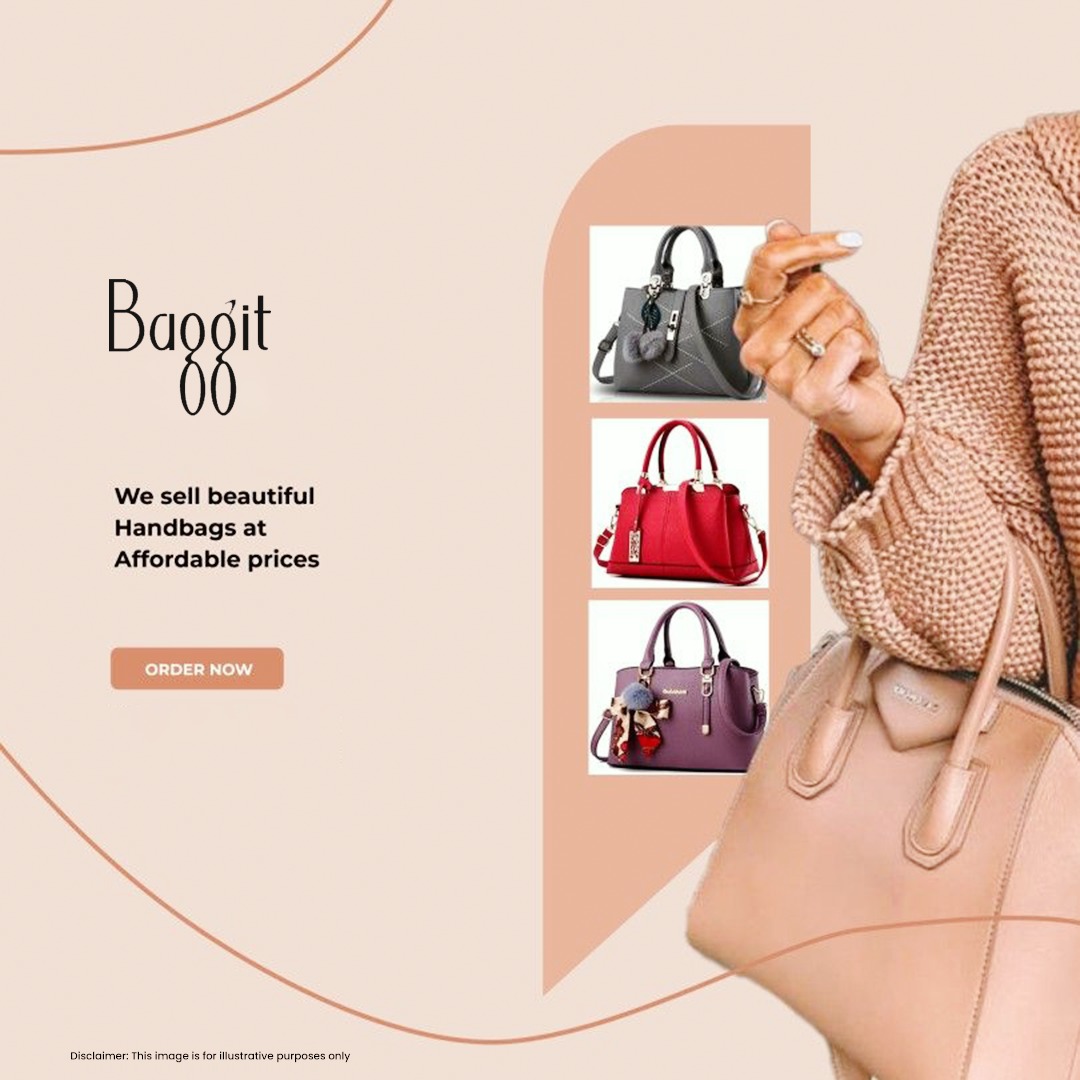 Baggit
We sell beautiful
Handbags at
Affordable prices
ORDER NOW
Disclaimer: This image is for illustrative purposes only